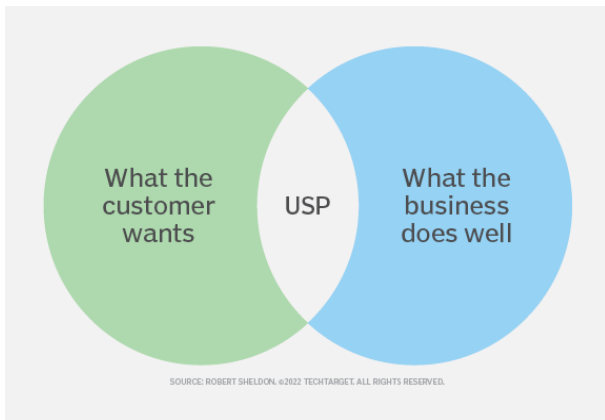 What the
customer
wants
USP
What the
business
does well
SOURCE: ROBERT SHELDON. ©2022 TECHTARGET. ALL RIGHTS RESERVED.